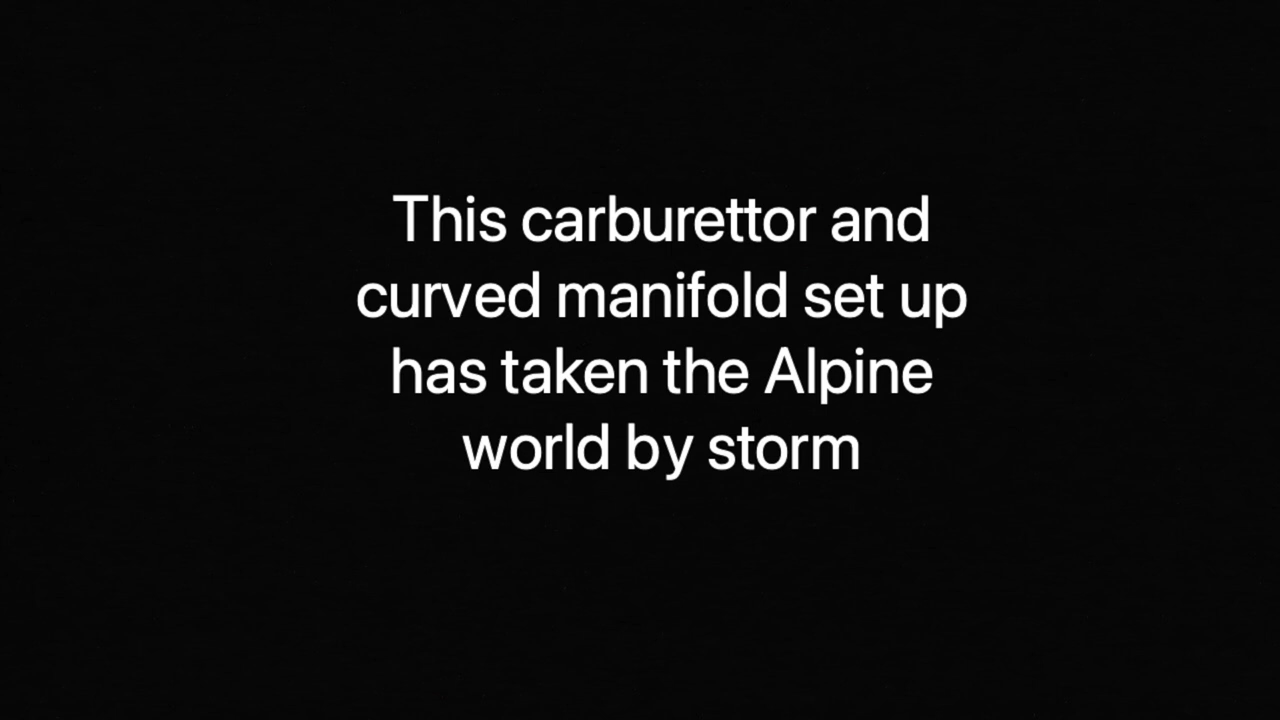 This carburettor and
curved manifold set up
has taken the Alpine
world by storm